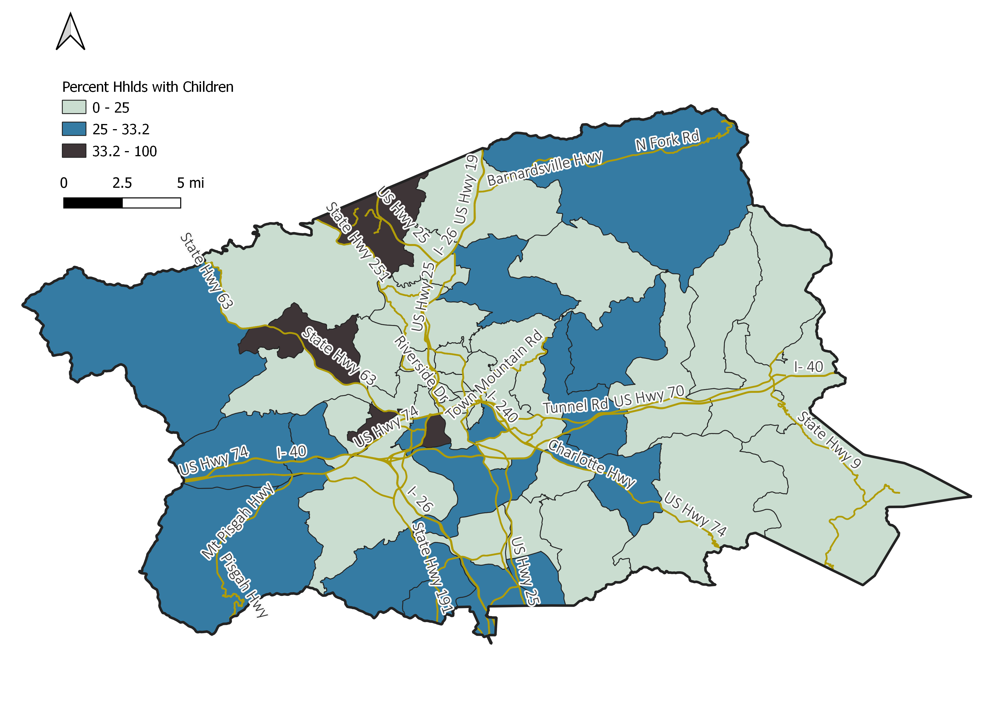 Percent Hhlds with Children
0 - 25
25 - 33.2
33.2 - 100
0 2.5 5 mi
N Fork Rd
Barnardsville Hwy
US Hwy 19
US Hwy 25
I- 26
State Hwy 251
State Hwy 63
US Hwy 25
State Hwy 63
Riverside Dr
Town Mountain Rd
I- 40
I- 240
Tunnel Rd
US Hwy 70
US Hwy 74
State Hwy 9
US Hwy 74
I- 40
Charlotte Hwy
Mt Pisgah Hwy
I- 26
US Hwy 74
State Hwy 191
US Hwy 25
Pisgah Hwy